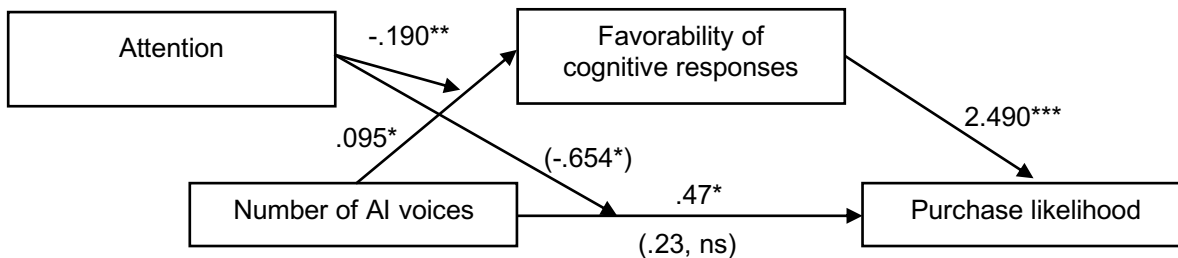 Attention
-.190**
Favorability of
cognitive responses
2.490***
.095*
(-.654*)
Number of AI voices
.47*
(.23, ns)
Purchase likelihood